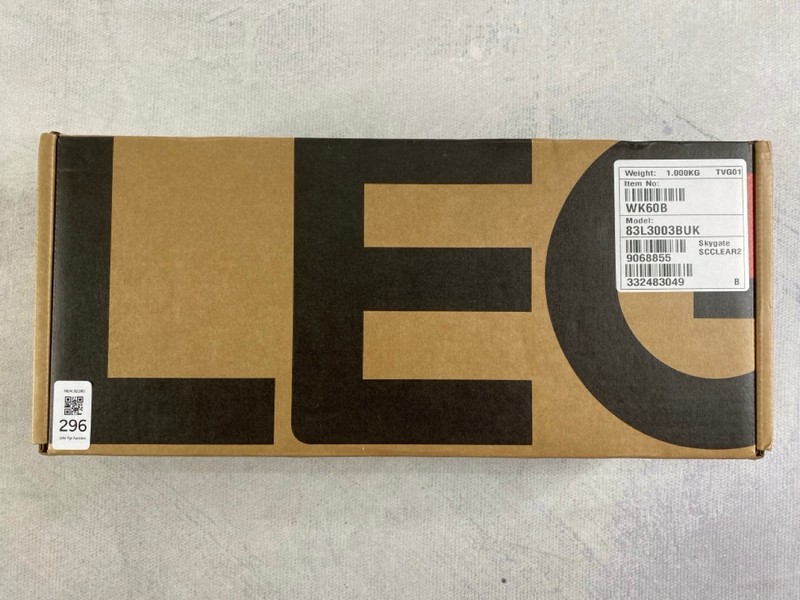 LEG
Weight: 1.000KG TVG01
Item No:
WK60B
Model:
83L3003BUK
Skygate
SCCLEAR2
9068855
332483049 B
296